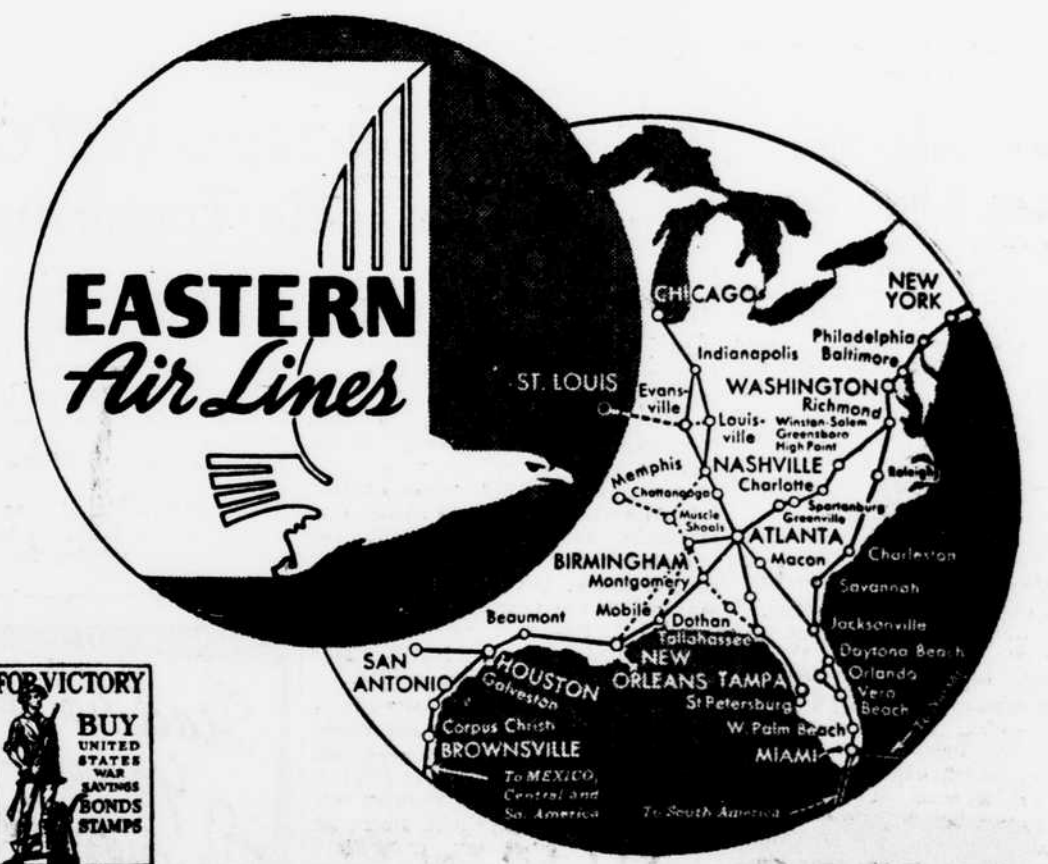 EASTERN
Air Lines
CHICAGO
NEW
YORK
Philadelphia
Baltimore
Indianapolis
WASHINGTON
ST. LOUIS
Evans-
ville
Richmond
Louis-
ville
Winston-Salem
Greensboro
High Point
NASHVILLE
Memphis
Charlotte
Raleigh
Chattanooga
Spartanburg
Greenville
Muscle
Shoals
ATLANTA
BIRMINGHAM
Macon
Charleston
Montgomery
Savannah
Mobile
Beaumont
Dothan
Jacksonville
Tallahassee
SAN
ANTONIO
HOUSTON
Galveston
NEW
ORLEANS
TAMPA
St Petersburg
Daytona Beach
Orlando
Vero
Beach
Corpus Christi
W. Palm Beach
BROWNSVILLE
MIAMI
To MEXICO,
Central and
So. America
To South America
FOR VICTORY
BUY
UNITED
STATES
WAR
SAVINGS
BONDS
STAMPS